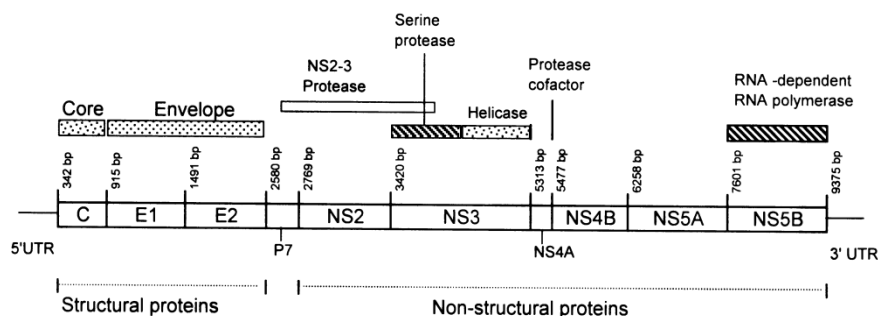 Serine
protease
NS2-3
Protease
Protease
cofactor
RNA -dependent
RNA polymerase
Core
Envelope
Helicase
342 bp
915 bp
1491 bp
2580 bp
2769 bp
3420 bp
5313 bp
5477 bp
6258 bp
7601 bp
9375 bp
C E1 E2 NS2 NS3 NS4B NS5A NS5B
5'UTR P7 NS4A 3' UTR
Structural proteins Non-structural proteins